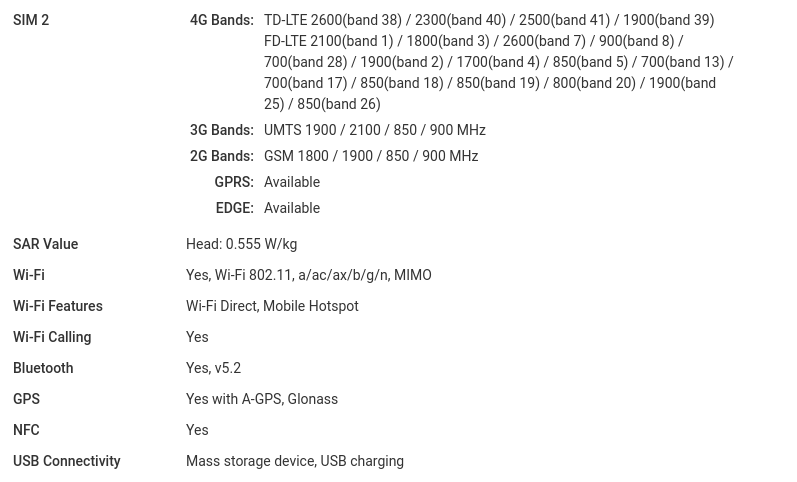 SIM 2 4G Bands: TD-LTE 2600(band 38) / 2300(band 40) / 2500(band 41) / 1900(band 39)
FD-LTE 2100(band 1) / 1800(band 3) / 2600(band 7) / 900(band 8) /
700(band 28) / 1900(band 2) / 1700(band 4) / 850(band 5) / 700(band 13) /
700(band 17) / 850(band 18) / 850(band 19) / 800(band 20) / 1900(band
25) / 850(band 26)
3G Bands: UMTS 1900 / 2100 / 850 / 900 MHz
2G Bands: GSM 1800 / 1900 / 850 / 900 MHz
GPRS: Available
EDGE: Available
SAR Value Head: 0.555 W/kg
Wi-Fi Yes, Wi-Fi 802.11, a/ac/ax/b/g/n, MIMO
Wi-Fi Features Wi-Fi Direct, Mobile Hotspot
Wi-Fi Calling Yes
Bluetooth Yes, v5.2
GPS Yes with A-GPS, Glonass
NFC Yes
USB Connectivity Mass storage device, USB charging